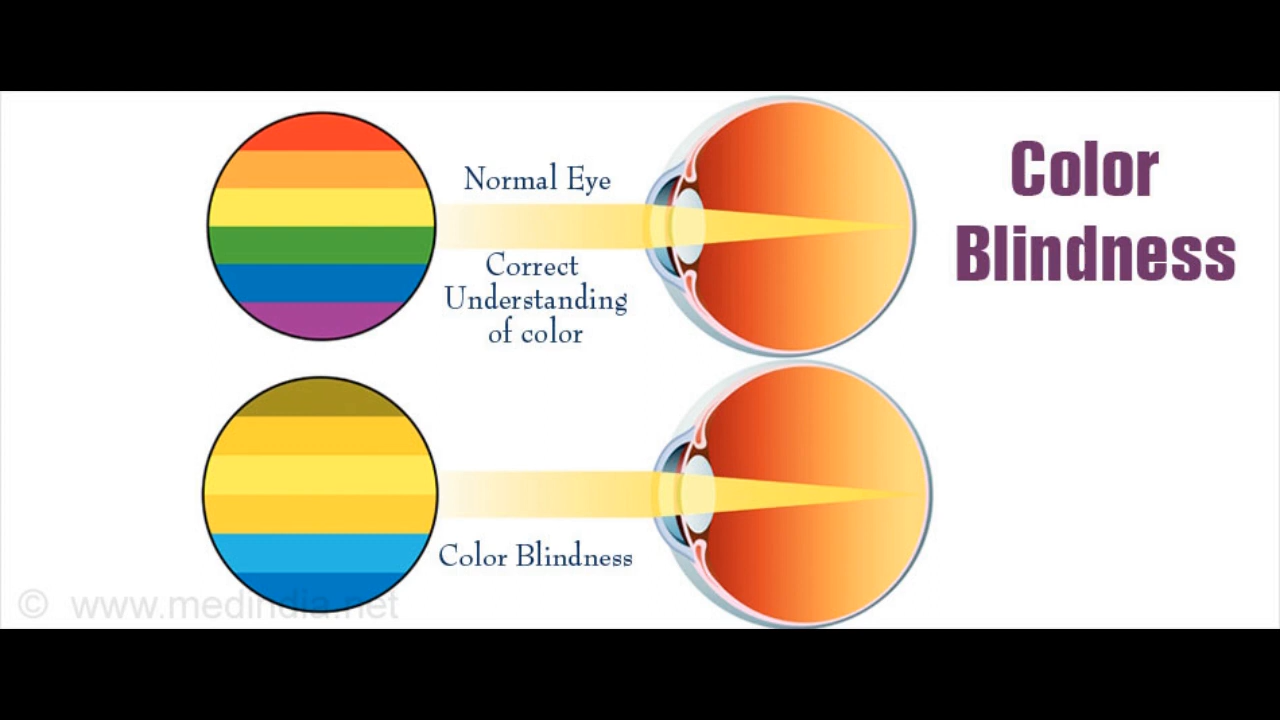 Normal Eye
Correct
Understanding
of color
Color
Blindness
Color Blindness
© www.medindia.net